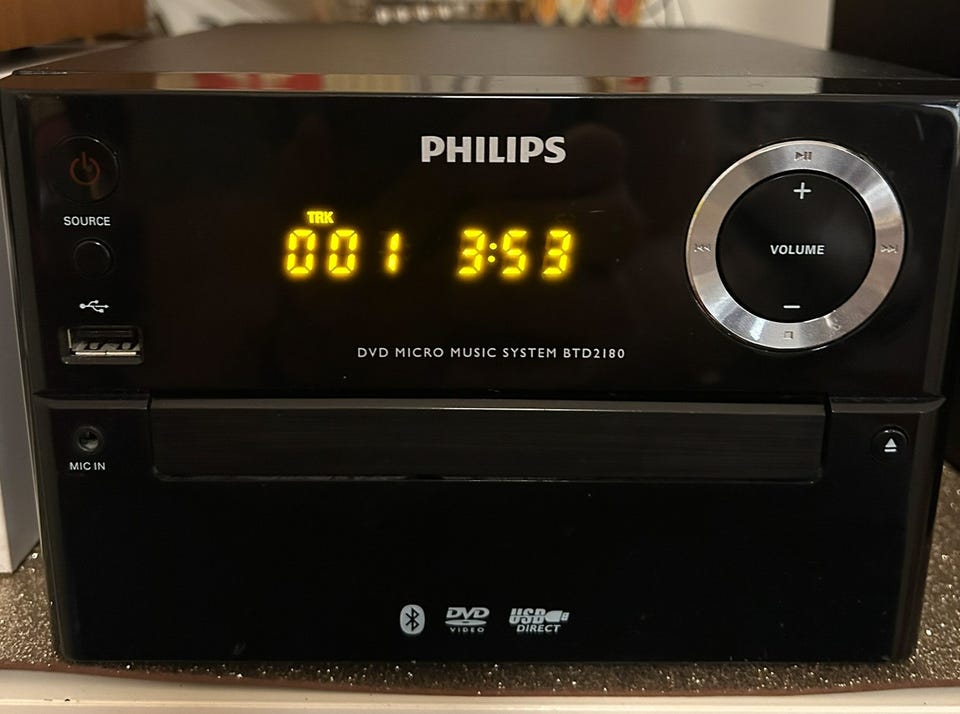 PHILIPS
SOURCE
TRK
001 3:53
+
VOLUME
−
DVD MICRO MUSIC SYSTEM BTD2180
MIC IN
DVD
VIDEO
USB
DIRECT